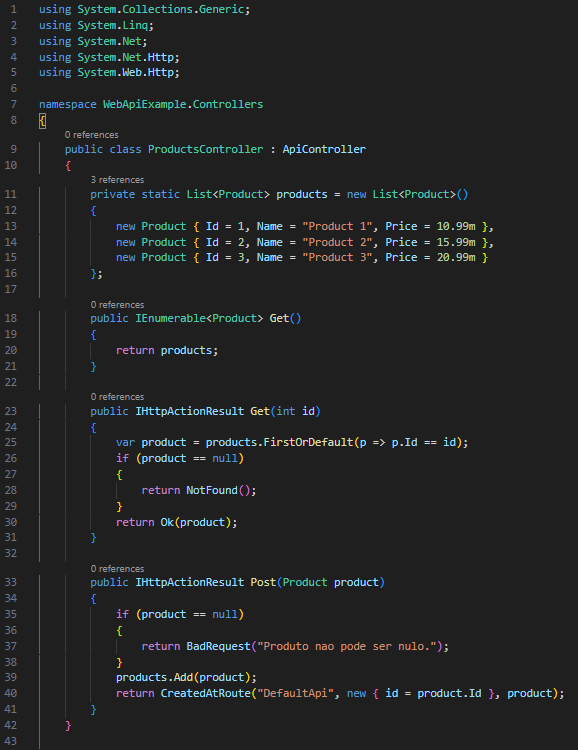 1 using System.Collections.Generic;
2 using System.Linq;
3 using System.Net;
4 using System.Net.Http;
5 using System.Web.Http;
6
7 namespace WebApiExample.Controllers
8 {
0 references
9 public class ProductsController : ApiController
10 {
3 references
11 private static List<Product> products = new List<Product>()
12 {
13 new Product { Id = 1, Name = "Product 1", Price = 10.99m },
14 new Product { Id = 2, Name = "Product 2", Price = 15.99m },
15 new Product { Id = 3, Name = "Product 3", Price = 20.99m }
16 };
17
0 references
18 public IEnumerable<Product> Get()
19 {
20 return products;
21 }
22
0 references
23 public IHttpActionResult Get(int id)
24 {
25 var product = products.FirstOrDefault(p => p.Id == id);
26 if (product == null)
27 {
28 return NotFound();
29 }
30 return Ok(product);
31 }
32
0 references
33 public IHttpActionResult Post(Product product)
34 {
35 if (product == null)
36 {
37 return BadRequest("Produto nao pode ser nulo.");
38 }
39 products.Add(product);
40 return CreatedAtRoute("DefaultApi", new { id = product.Id }, product);
41 }
42 }
43